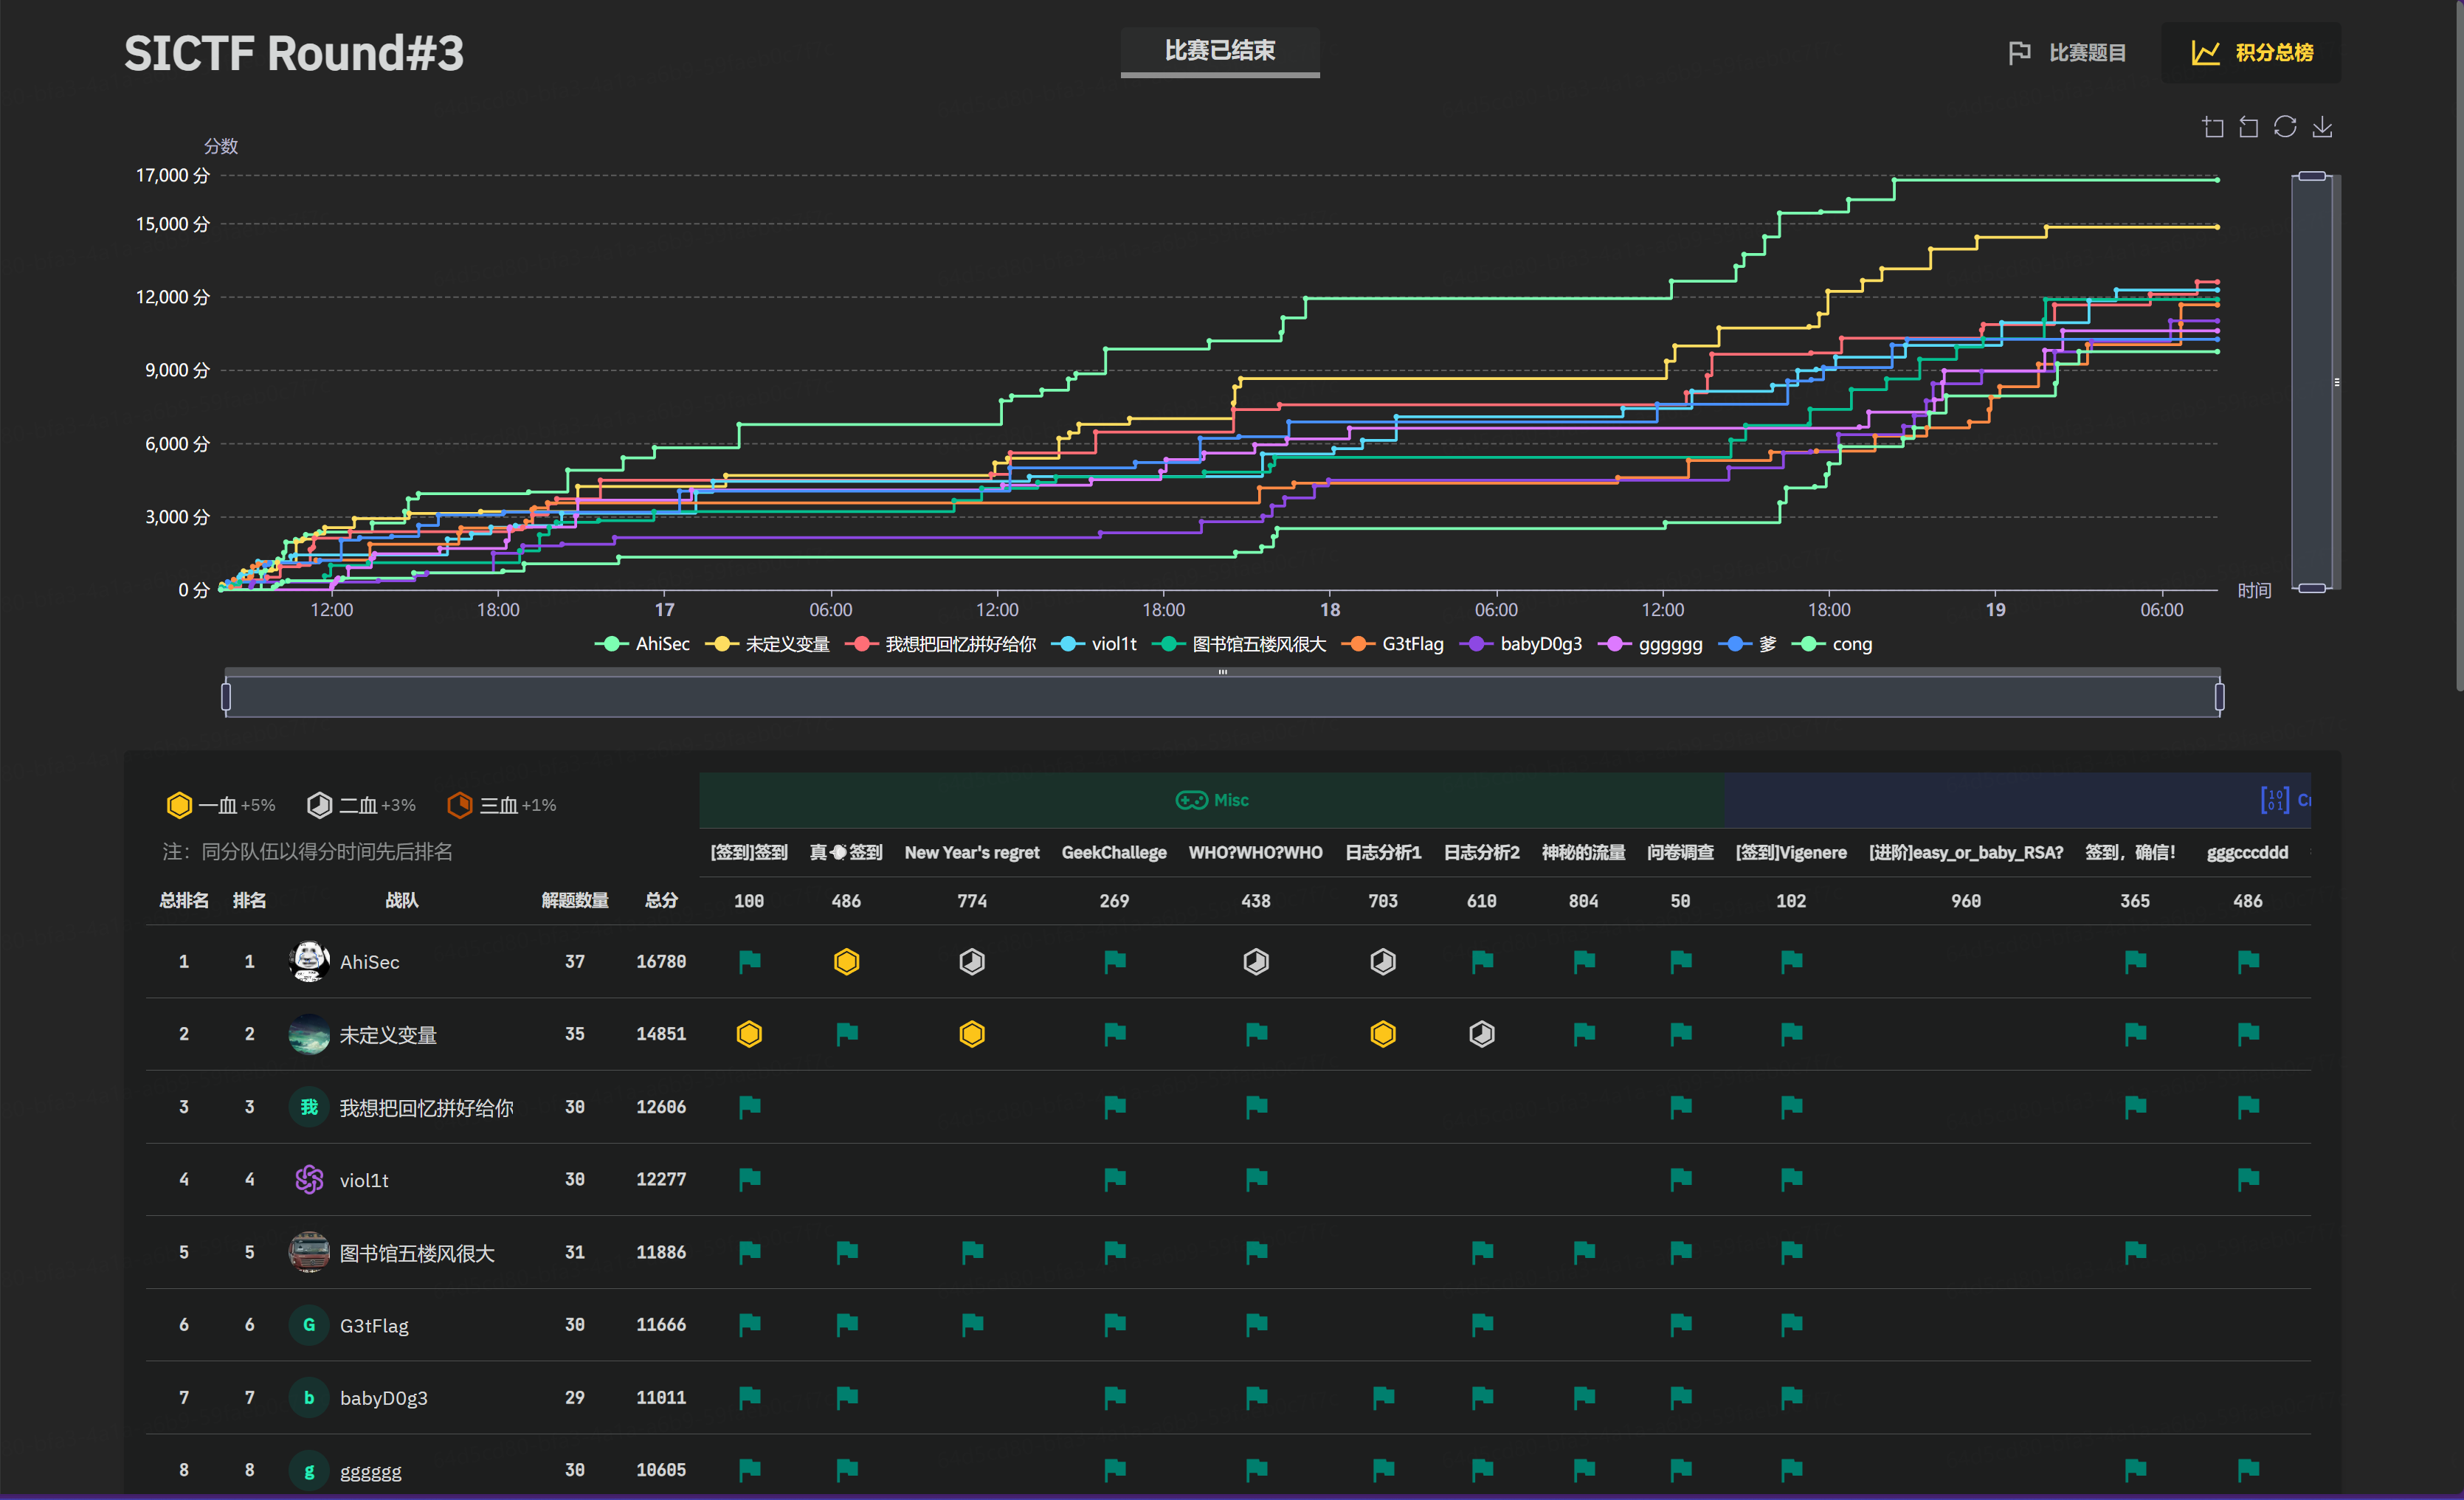 SICTF Round#3
比赛已结束
比赛题目
积分总榜
分数
17,000 分
15,000 分
12,000 分
9,000 分
6,000 分
3,000 分
0 分
12:00 18:00 17 06:00 12:00 18:00 18 06:00 12:00 18:00 19 06:00
时间
AhiSec 未定义变量 我想把回忆拼好给你 viol1t 图书馆五楼风很大 G3tFlag babyD0g3 gggggg 爹 cong
一血 +5% 二血 +3% 三血 +1%
Misc
注：同分队伍以得分时间先后排名
[签到]签到 真 签到 New Year's regret GeekChallege WHO?WHO?WHO 日志分析1 日志分析2 神秘的流量 问卷调查 [签到]Vigenere [进阶]easy_or_baby_RSA? 签到，确信！ gggcccddd
总排名 排名 战队 解题数量 总分 100 486 774 269 438 703 610 804 50 102 960 365 486
1 1 AhiSec 37 16780
2 2 未定义变量 35 14851
3 3 我 我想把回忆拼好给你 30 12606
4 4 viol1t 30 12277
5 5 图书馆五楼风很大 31 11886
6 6 G G3tFlag 30 11666
7 7 b babyD0g3 29 11011
8 8 g gggggg 30 10605